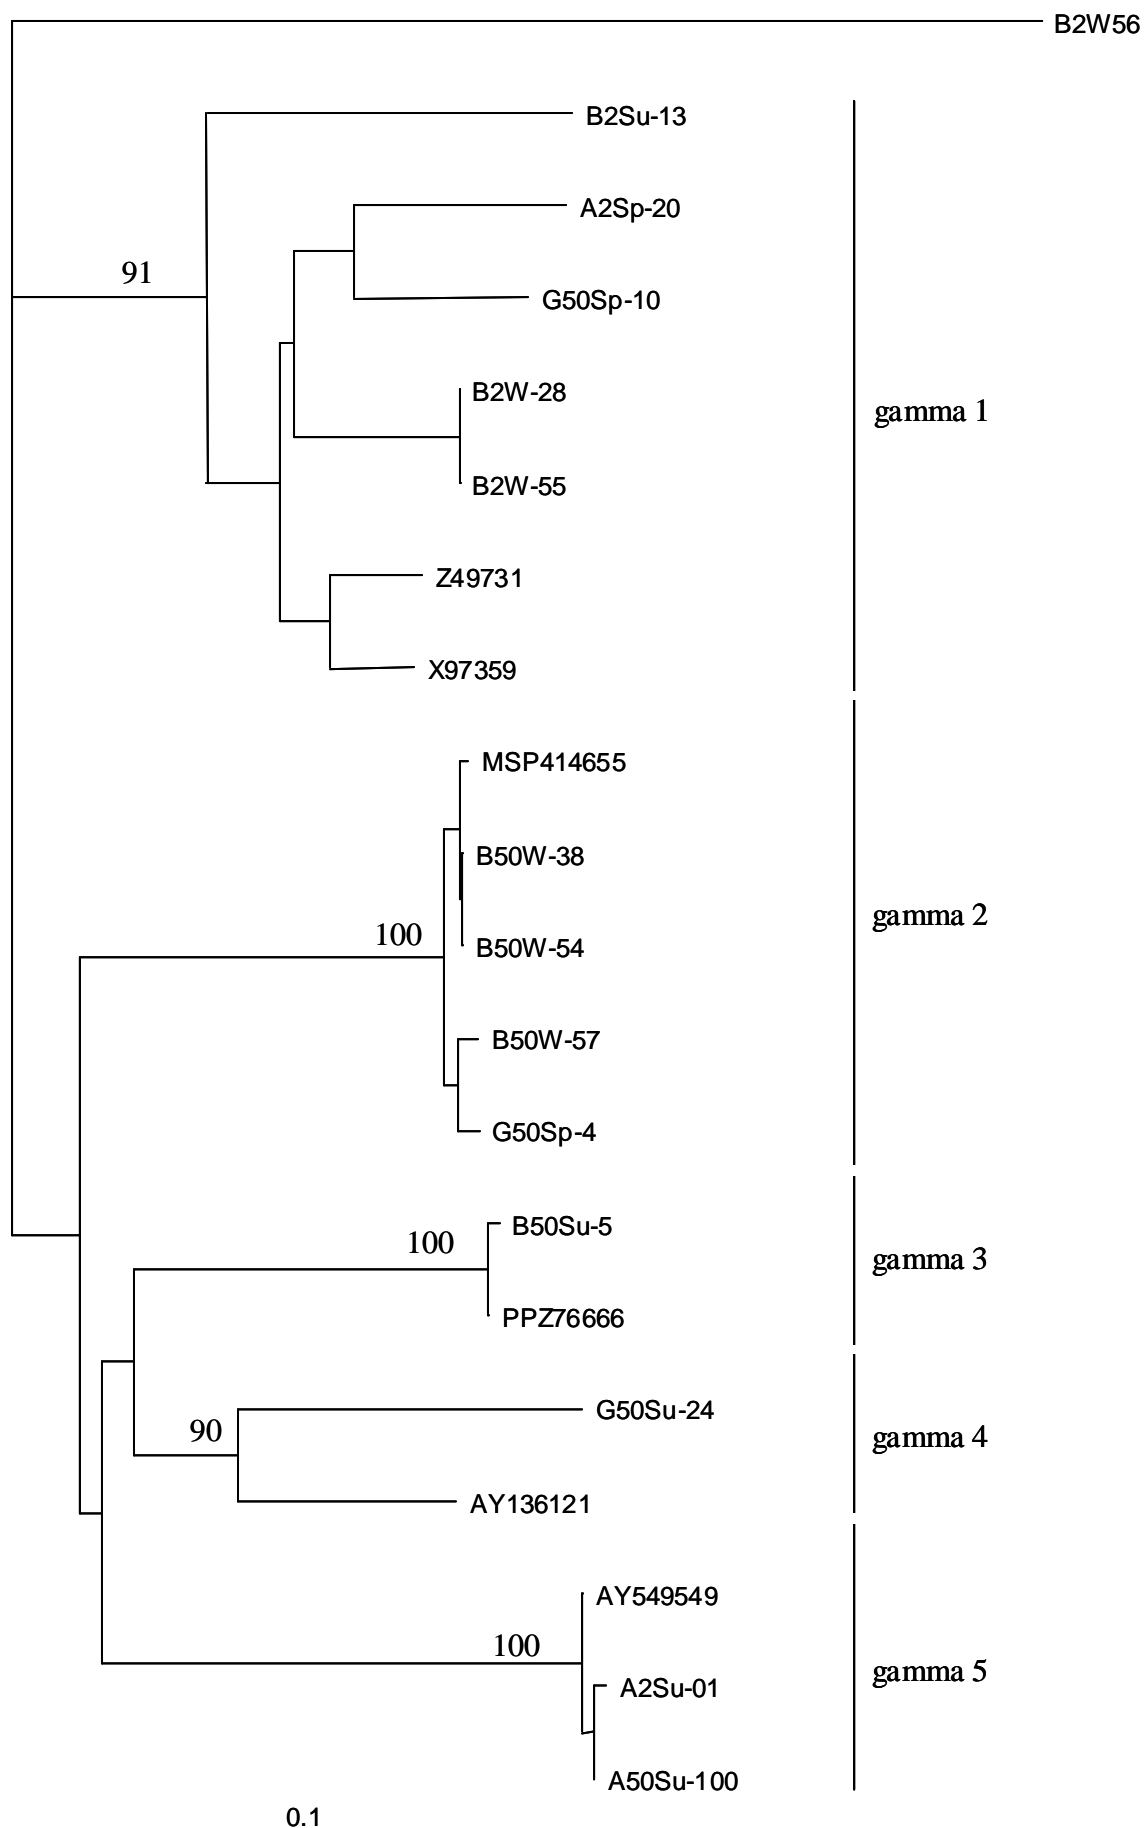 B2W56
B2Su-13
A2Sp-20
91
G50Sp-10
B2W-28
gamma 1
B2W-55
Z49731
X97359
MSP414655
B50W-38
gamma 2
100
B50W-54
B50W-57
G50Sp-4
B50Su-5
100
gamma 3
PPZ76666
G50Su-24
90
gamma 4
AY136121
AY549549
100
gamma 5
A2Su-01
A50Su-100
0.1